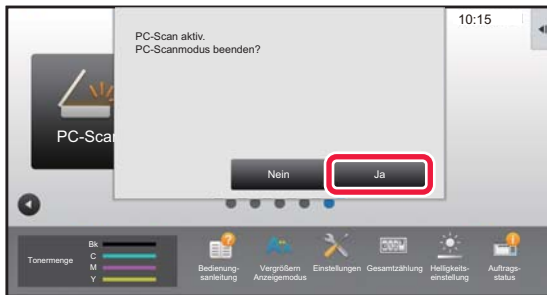 10:15
PC-Scan aktiv.
PC-Scanmodus beenden?
PC-Scan
Nein
Ja
Tonermenge
Bk
C
M
Y
Bedienung-
sanleitung
Vergrößern
Anzeigemodus
Einstellungen
Gesamtzählung
Helligkeits-
einstellung
Auftrags-
status